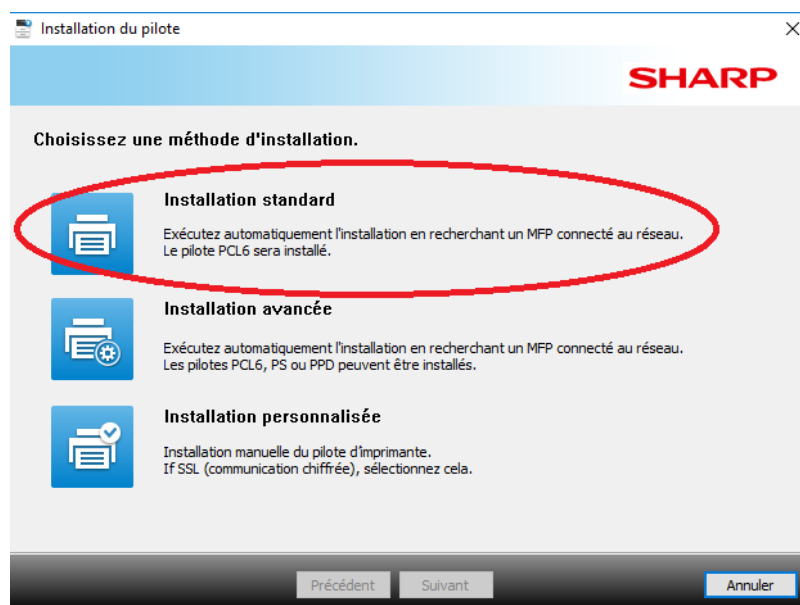 Installation du pilote
SHARP
Choisissez une méthode d'installation.
Installation standard
Exécutez automatiquement l'installation en recherchant un MFP connecté au réseau.
Le pilote PCL6 sera installé.
Installation avancée
Exécutez automatiquement l'installation en recherchant un MFP connecté au réseau.
Les pilotes PCL6, PS ou PPD peuvent être installés.
Installation personnalisée
Installation manuelle du pilote d'imprimante.
If SSL (communication chiffrée), sélectionnez cela.
Précédent Suivant Annuler